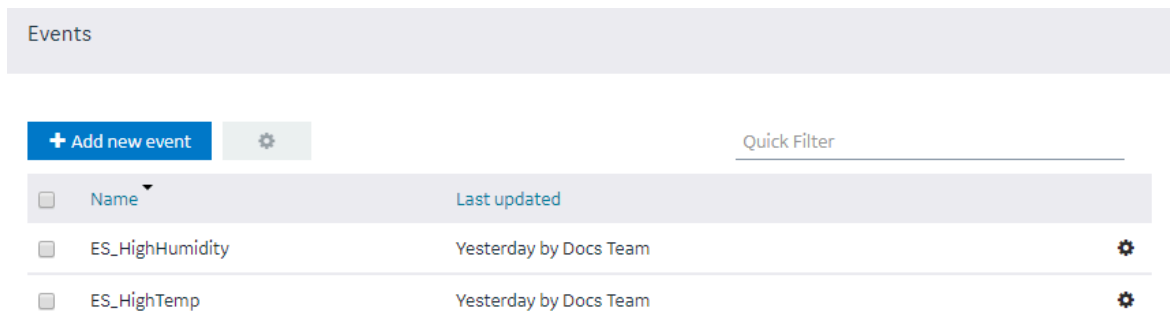 Events
Add new event Quick Filter
Name Last updated
ES_HighHumidity Yesterday by Docs Team
ES_HighTemp Yesterday by Docs Team